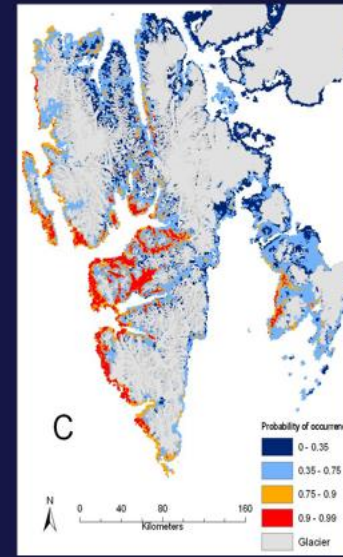 C
Probability of occurrenc
0 - 0.35
0.35 - 0.75
0.75 - 0.9
0.9 - 0.99
Glacier
N
0 40 80 160
Kilometers